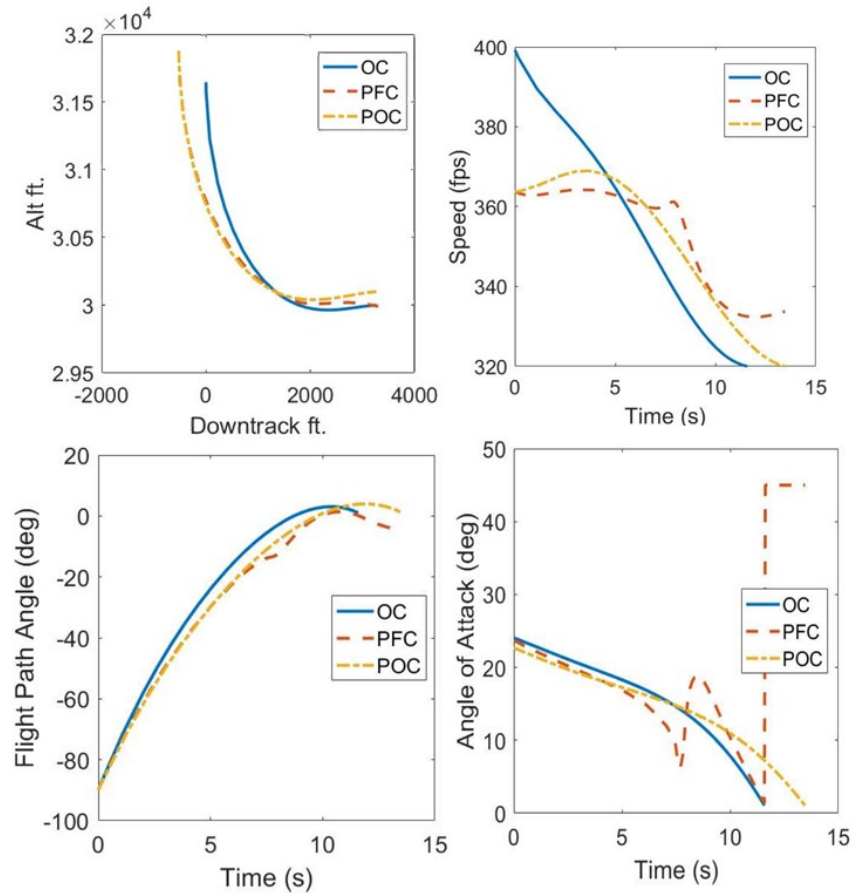 ×10⁴
3.2
3.15
3.1
3.05
3
2.95
-2000
0
2000
4000
Alt ft.
Downtrack ft.
OC
PFC
POC
400
380
360
340
320
0
5
10
15
Speed (fps)
Time (s)
OC
PFC
POC
20
0
-20
-40
-60
-80
-100
0
5
10
15
Flight Path Angle (deg)
Time (s)
OC
PFC
POC
50
40
30
20
10
0
0
5
10
15
Angle of Attack (deg)
Time (s)
OC
PFC
POC